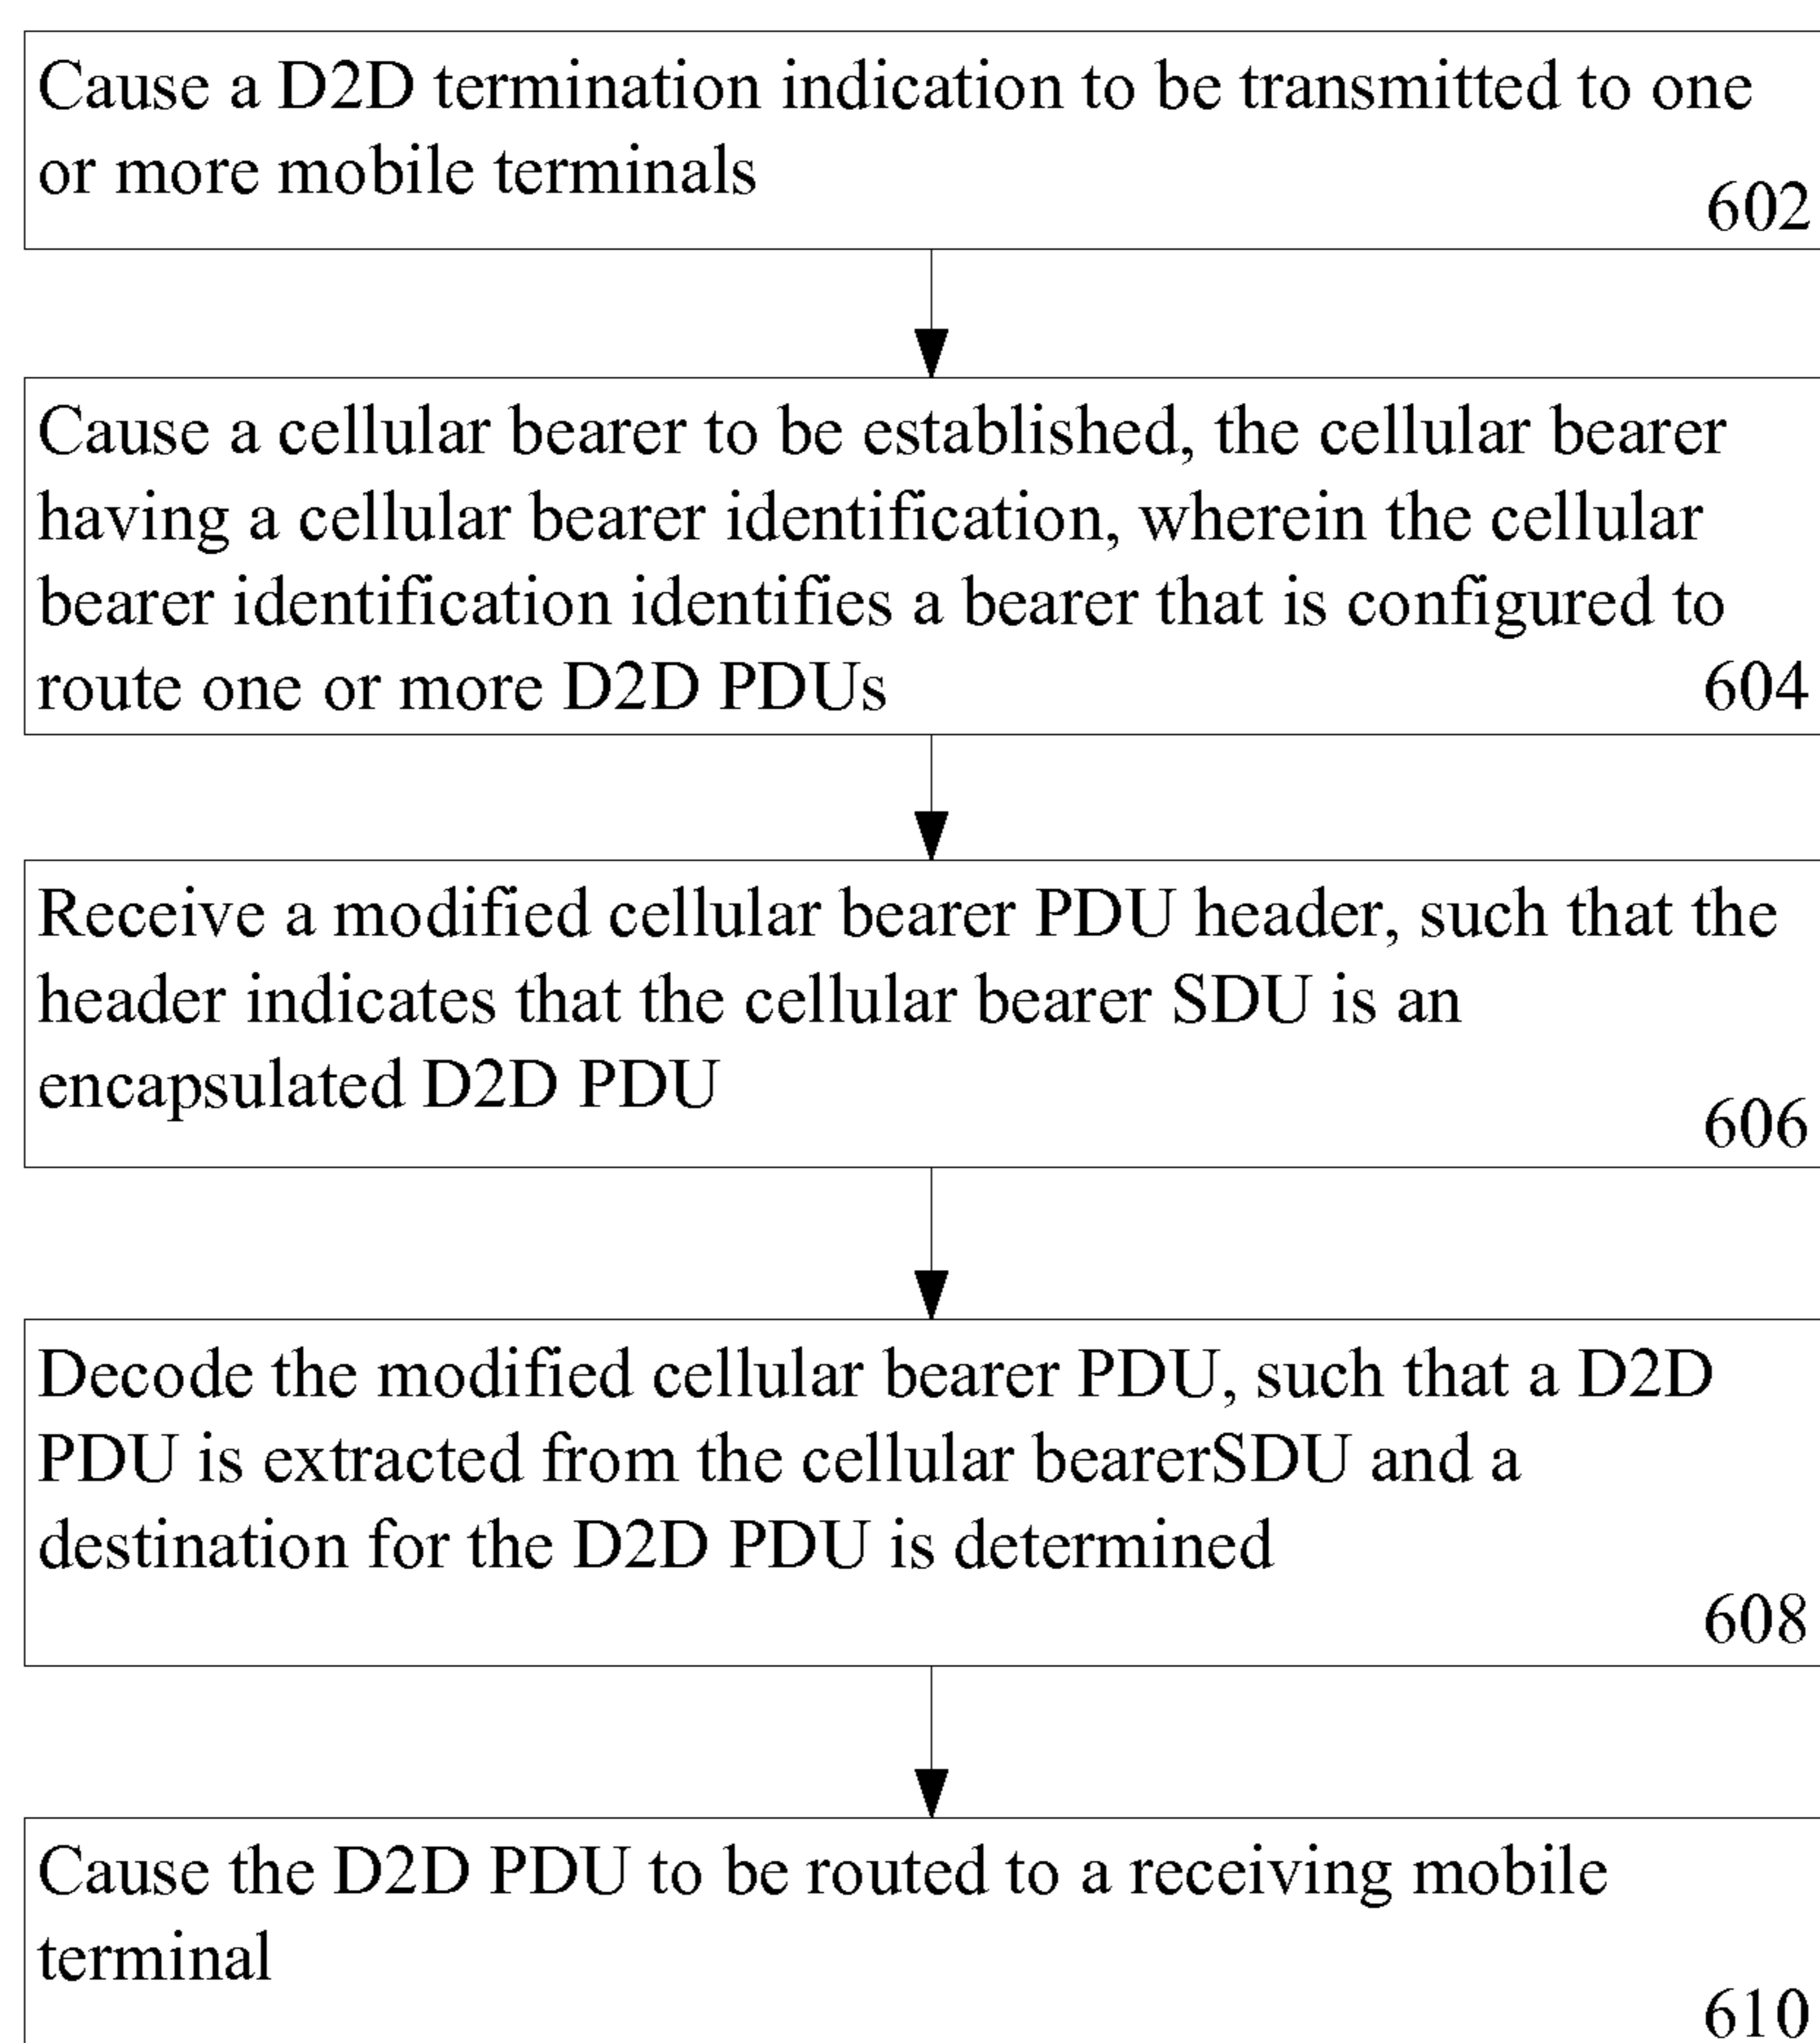 Cause a D2D termination indication to be transmitted to one
or more mobile terminals
602
Cause a cellular bearer to be established, the cellular bearer
having a cellular bearer identification, wherein the cellular
bearer identification identifies a bearer that is configured to
route one or more D2D PDUs
604
Receive a modified cellular bearer PDU header, such that the
header indicates that the cellular bearer SDU is an
encapsulated D2D PDU
606
Decode the modified cellular bearer PDU, such that a D2D
PDU is extracted from the cellular bearerSDU and a
destination for the D2D PDU is determined
608
Cause the D2D PDU to be routed to a receiving mobile
terminal
610